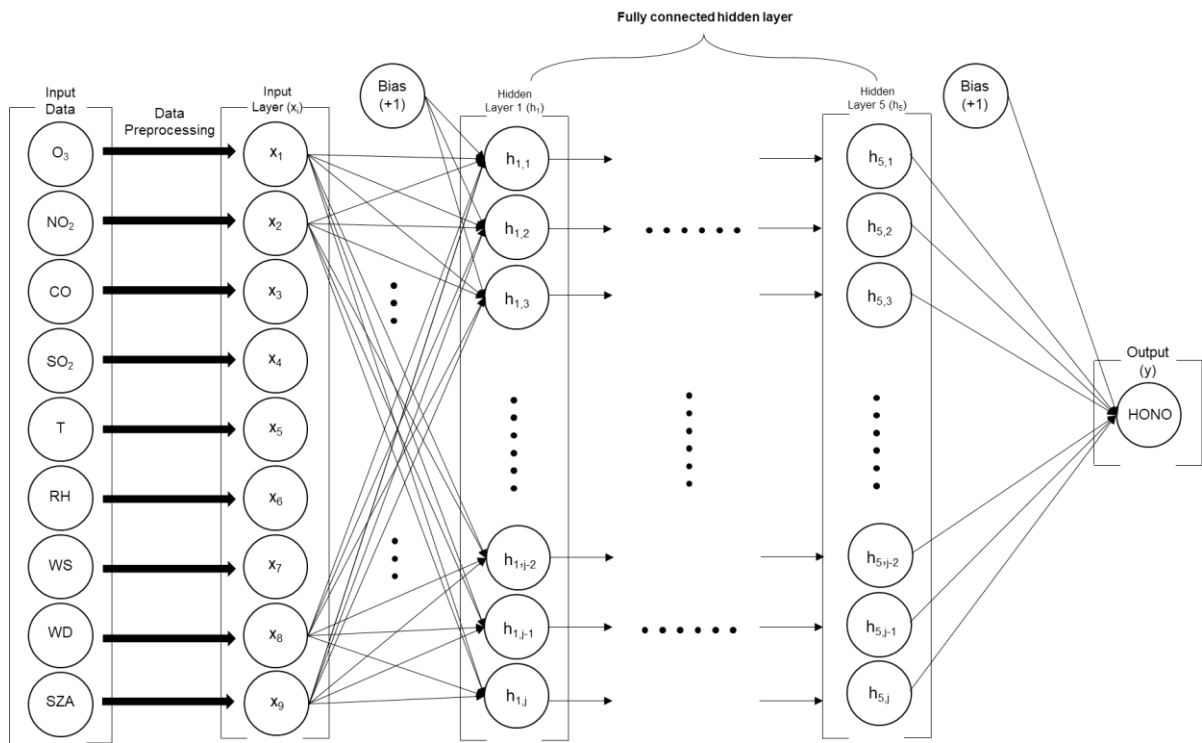 Fully connected hidden layer
Input
Data
Data
Preprocessing
Input
Layer (xᵢ)
Bias
(+1)
Hidden
Layer 1 (h₁)
Hidden
Layer 5 (h₅)
Bias
(+1)
O₃
x₁
h₁,₁
h₅,₁
NO₂
x₂
h₁,₂
h₅,₂
CO
x₃
h₁,₃
h₅,₃
SO₂
x₄
Output
(y)
HONO
T
x₅
RH
x₆
WS
x₇
h₁,ⱼ₋₂
h₅,ⱼ₋₂
WD
x₈
h₁,ⱼ₋₁
h₅,ⱼ₋₁
SZA
x₉
h₁,ⱼ
h₅,ⱼ